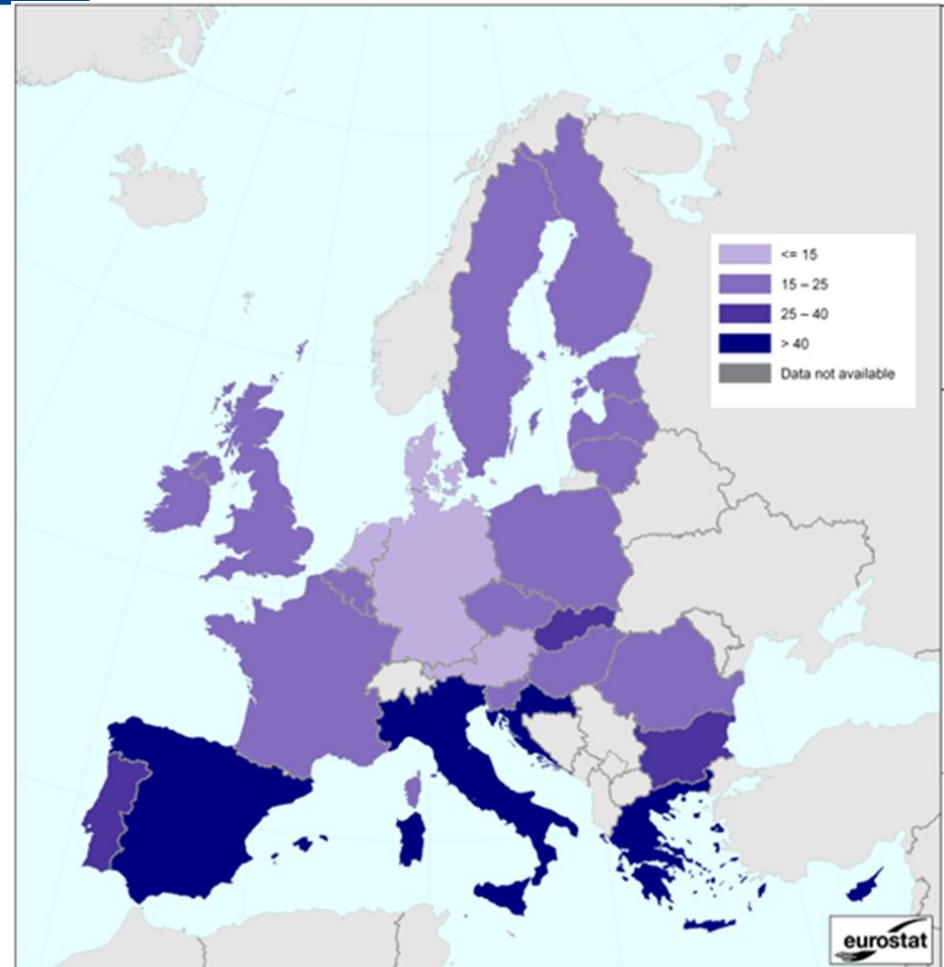 <= 15
15 – 25
25 – 40
> 40
Data not available
eurostat